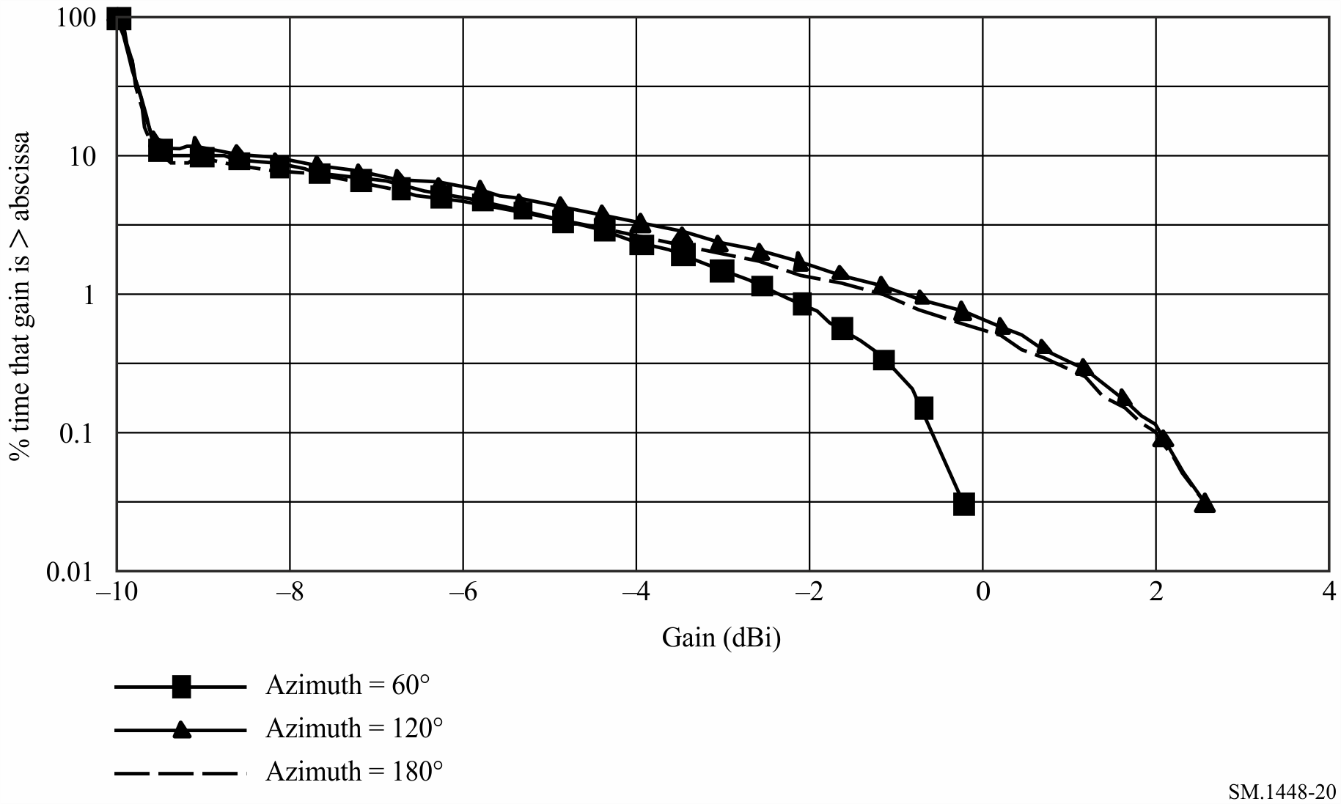 % time that gain is > abscissa
100
10
1
0.1
0.01
–10 –8 –6 –4 –2 0 2 4
Gain (dBi)
Azimuth = 60°
Azimuth = 120°
Azimuth = 180°
SM.1448-20